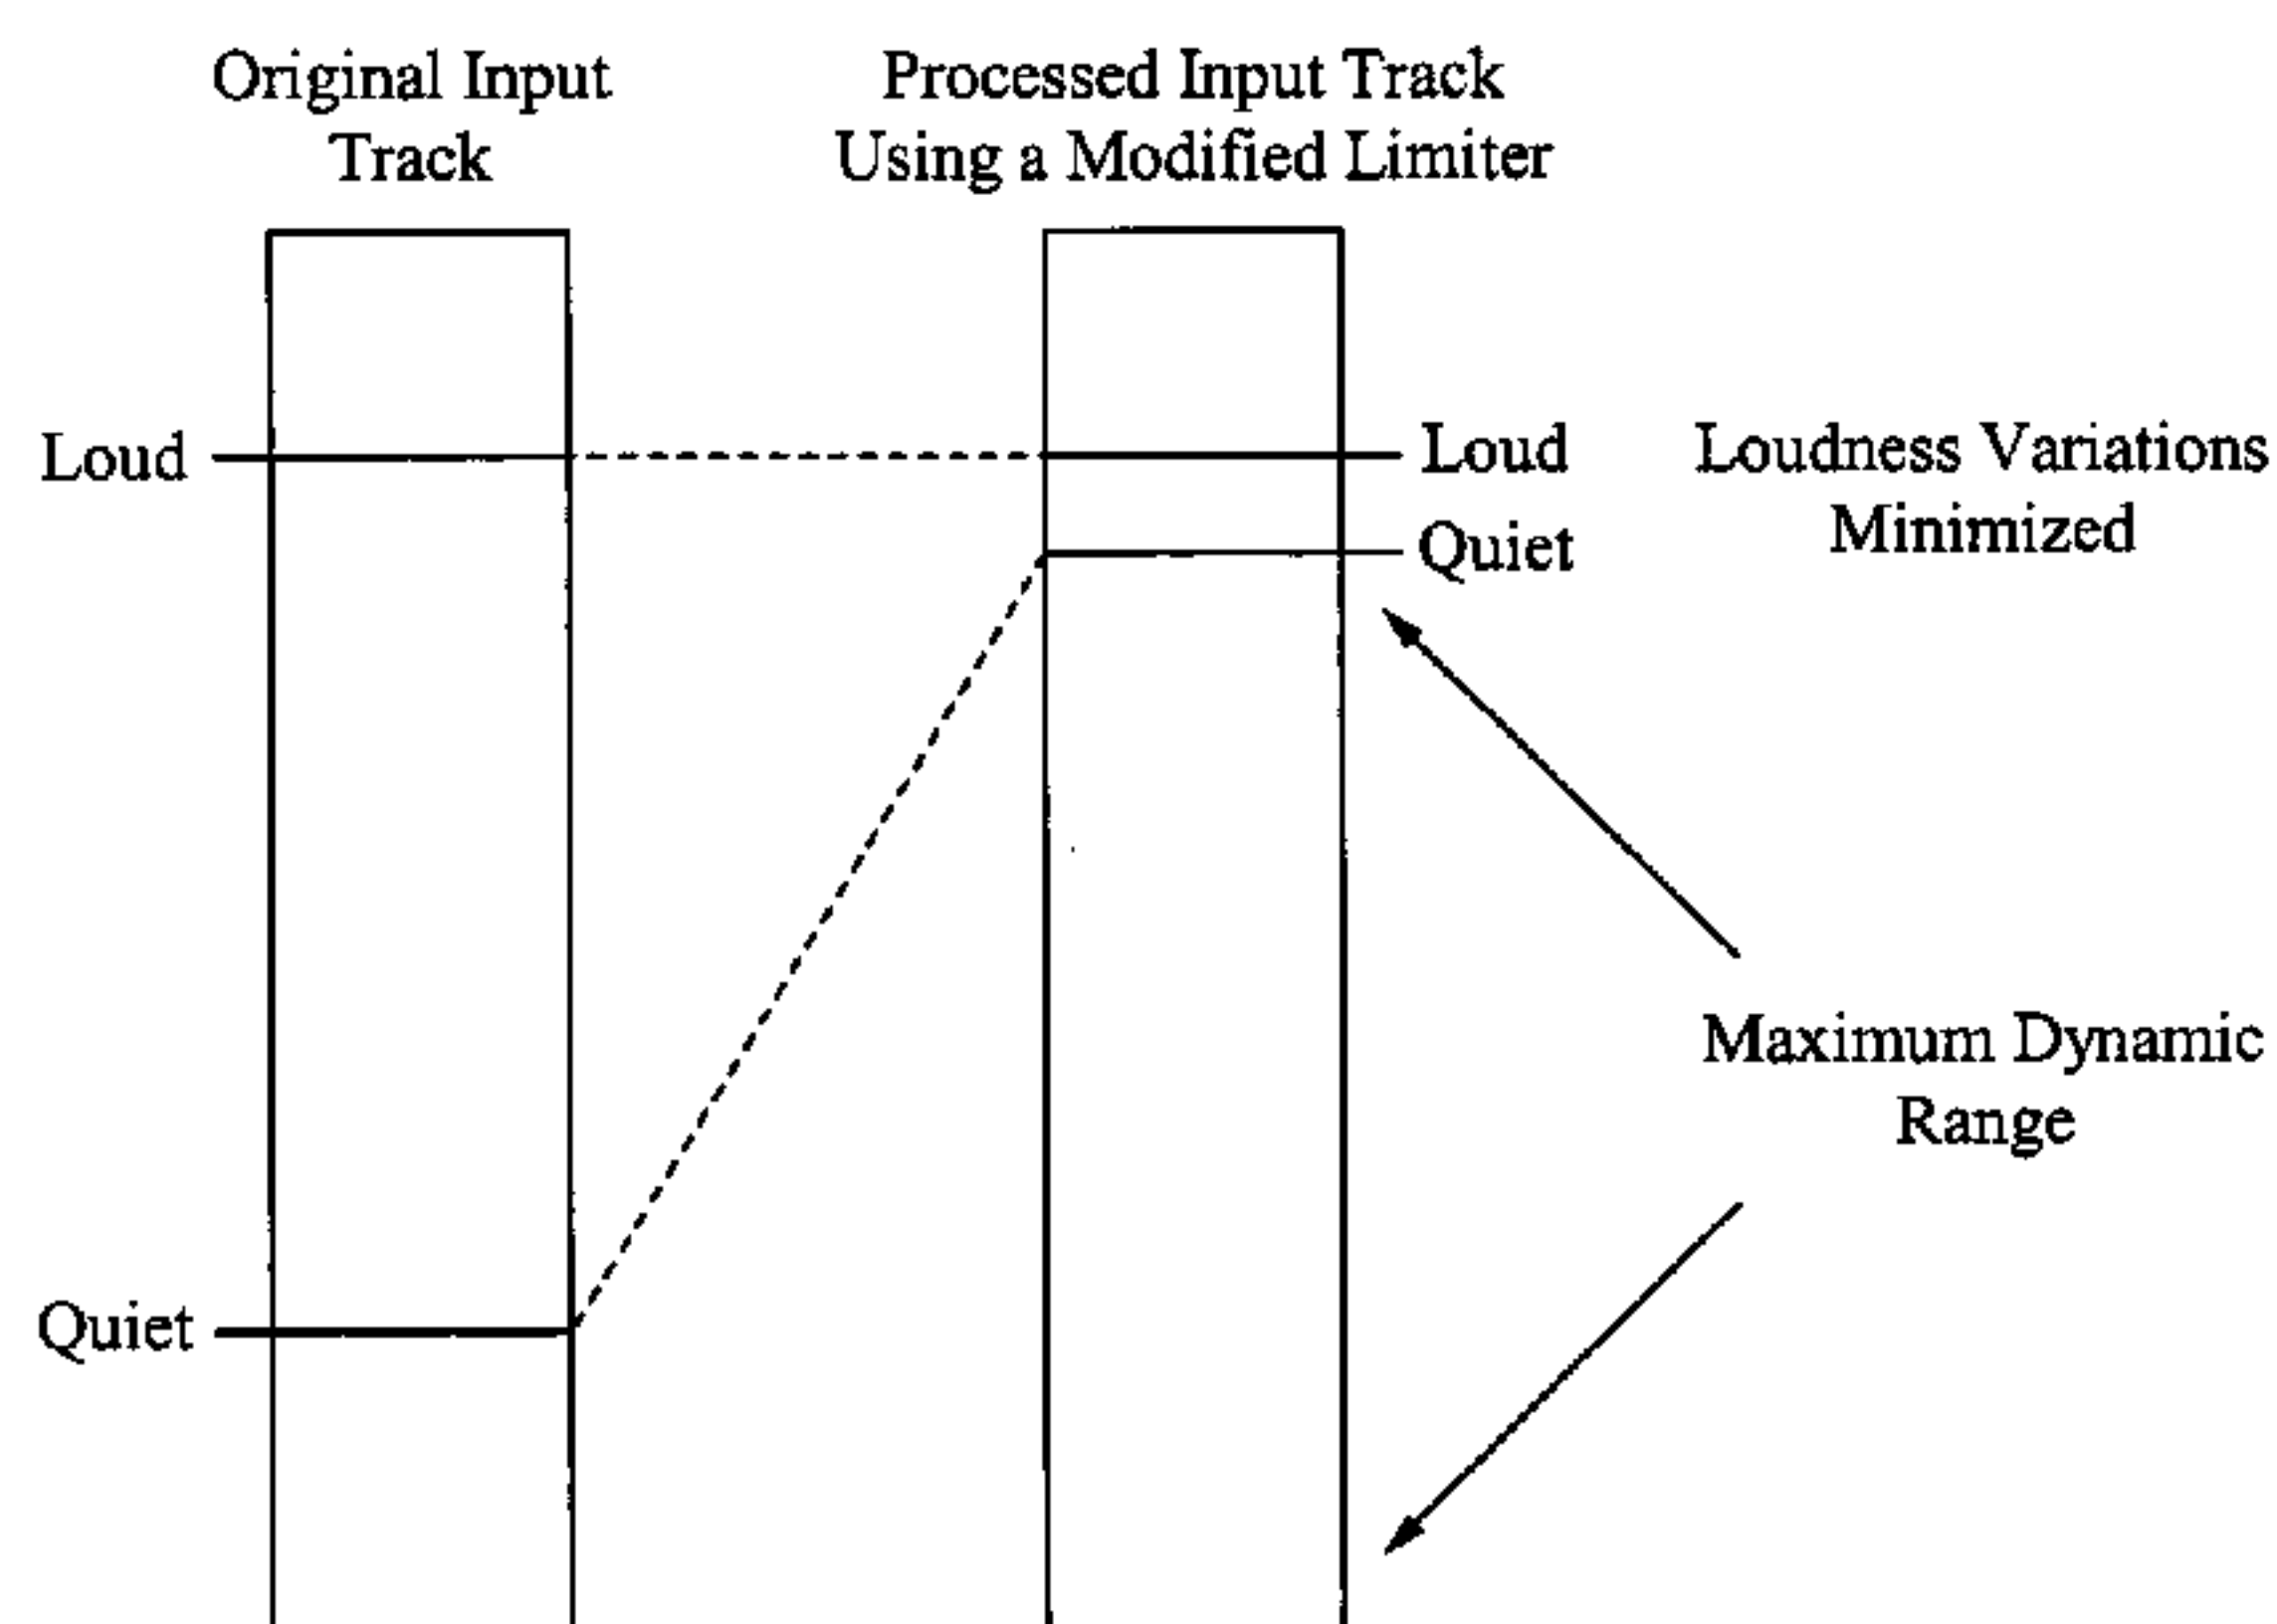 Original Input
Track
Processed Input Track
Using a Modified Limiter
Loud
Loud
Quiet
Loudness Variations
Minimized
Maximum Dynamic
Range
Quiet